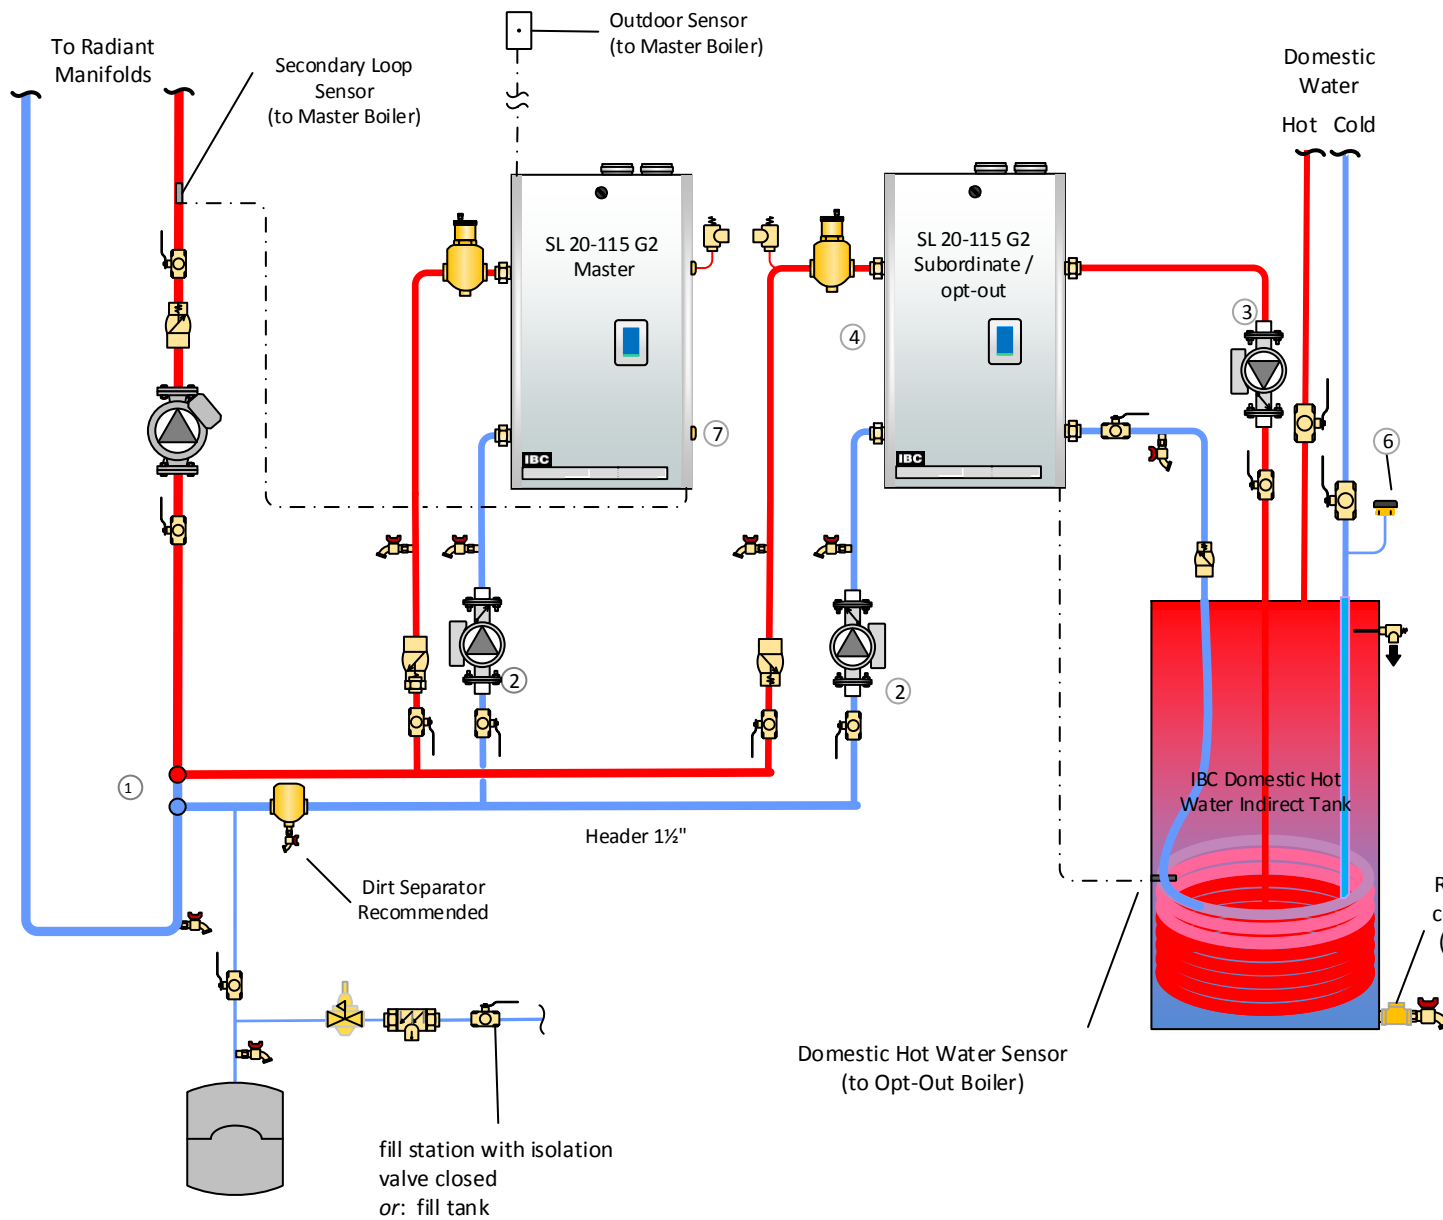 To Radiant
Manifolds
Secondary Loop
Sensor
(to Master Boiler)
Outdoor Sensor
(to Master Boiler)
Domestic
Water
Hot Cold
SL 20-115 G2
Master
IBC
SL 20-115 G2
Subordinate /
opt-out
IBC
3
4
7
6
2
2
1
Header 1½"
IBC Domestic Hot
Water Indirect Tank
Dirt Separator
Recommended
R
c
(
Domestic Hot Water Sensor
(to Opt-Out Boiler)
fill station with isolation
valve closed
or: fill tank